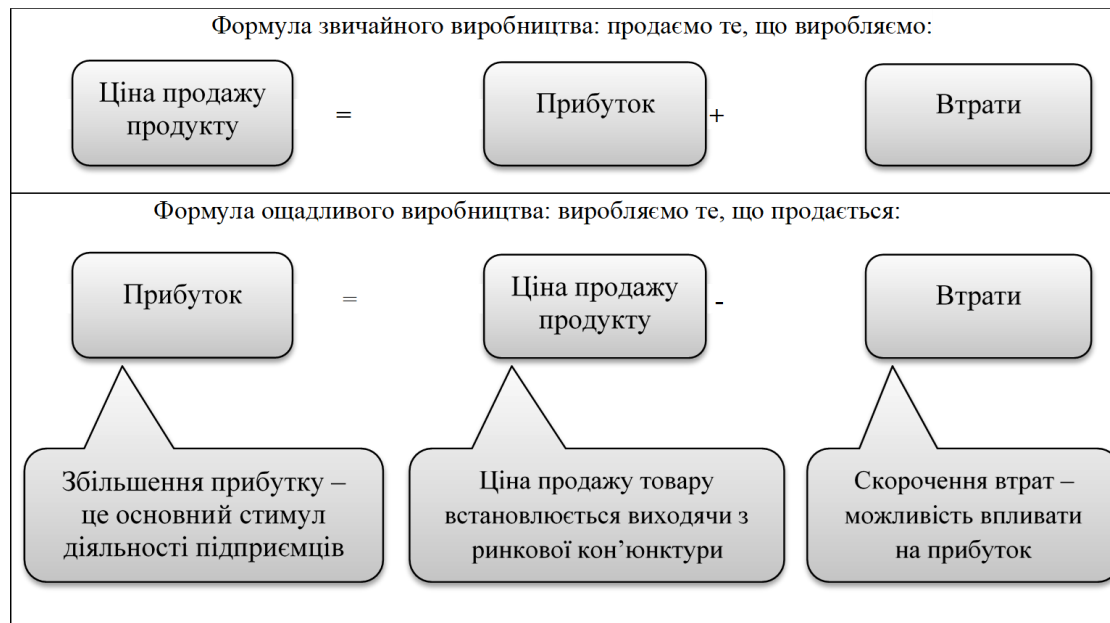 Формула звичайного виробництва: продаємо те, що виробляємо:
Ціна продажу
продукту
=
Прибуток
+
Втрати
Формула ощадливого виробництва: виробляємо те, що продається:
Прибуток
=
Ціна продажу
продукту
-
Втрати
Збільшення прибутку –
це основний стимул
діяльності підприємців
Ціна продажу товару
встановлюється виходячи з
ринкової кон’юнктури
Скорочення втрат –
можливість впливати
на прибуток